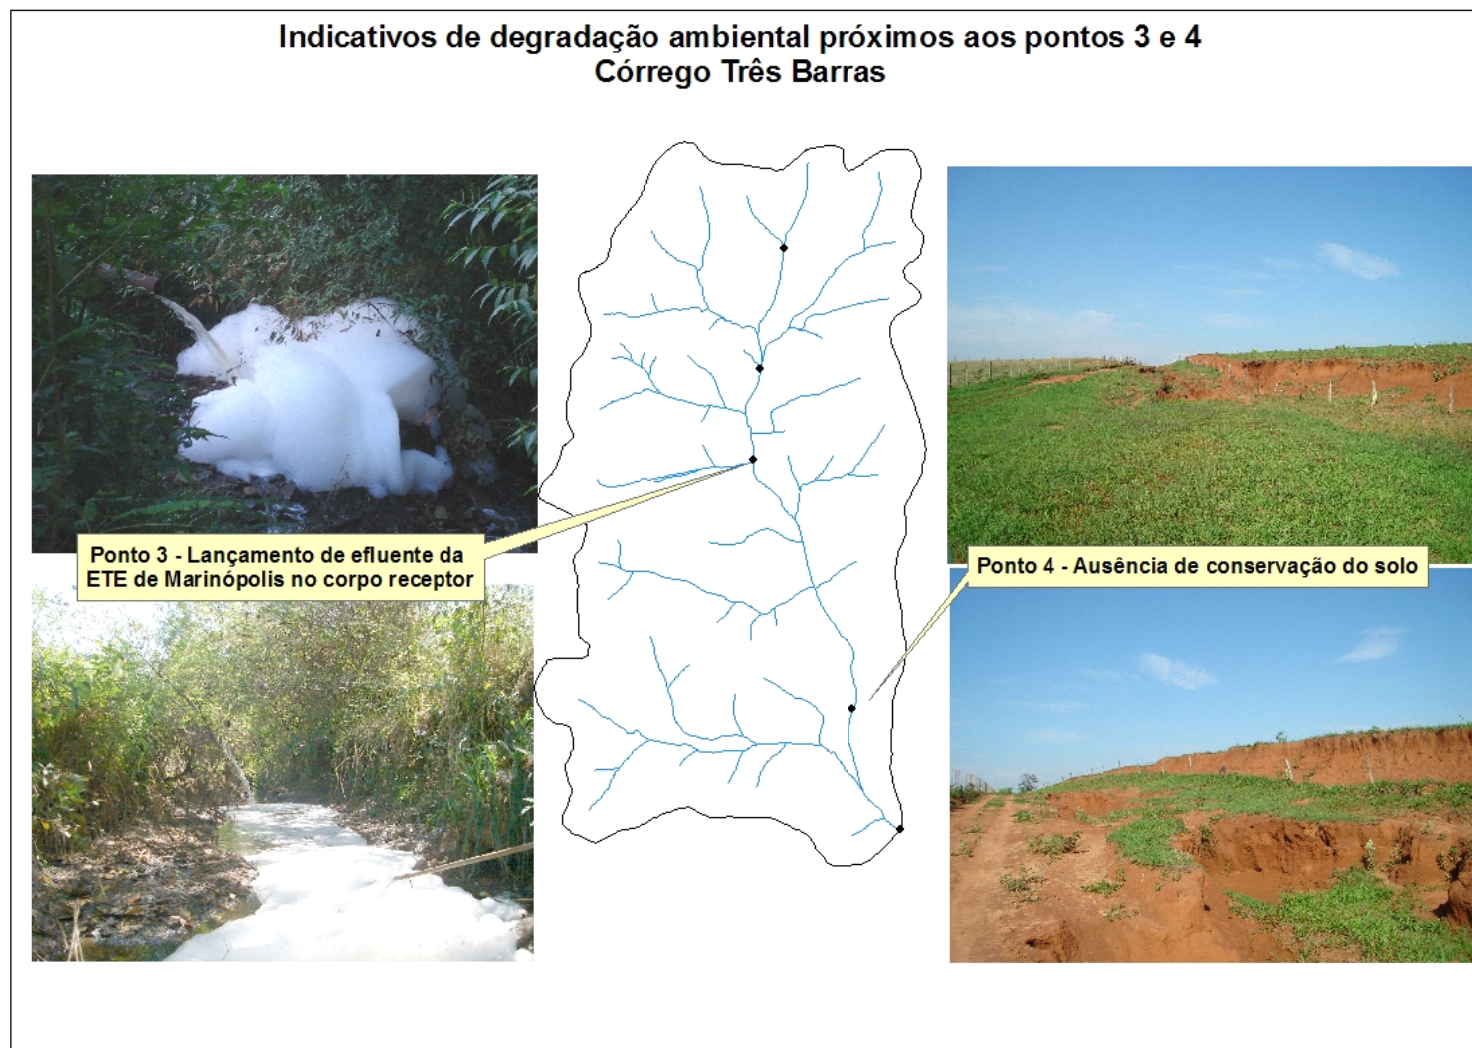 Indicativos de degradação ambiental próximos aos pontos 3 e 4
Córrego Três Barras
Ponto 3 - Lançamento de efluente da
ETE de Marinópolis no corpo receptor
Ponto 4 - Ausência de conservação do solo